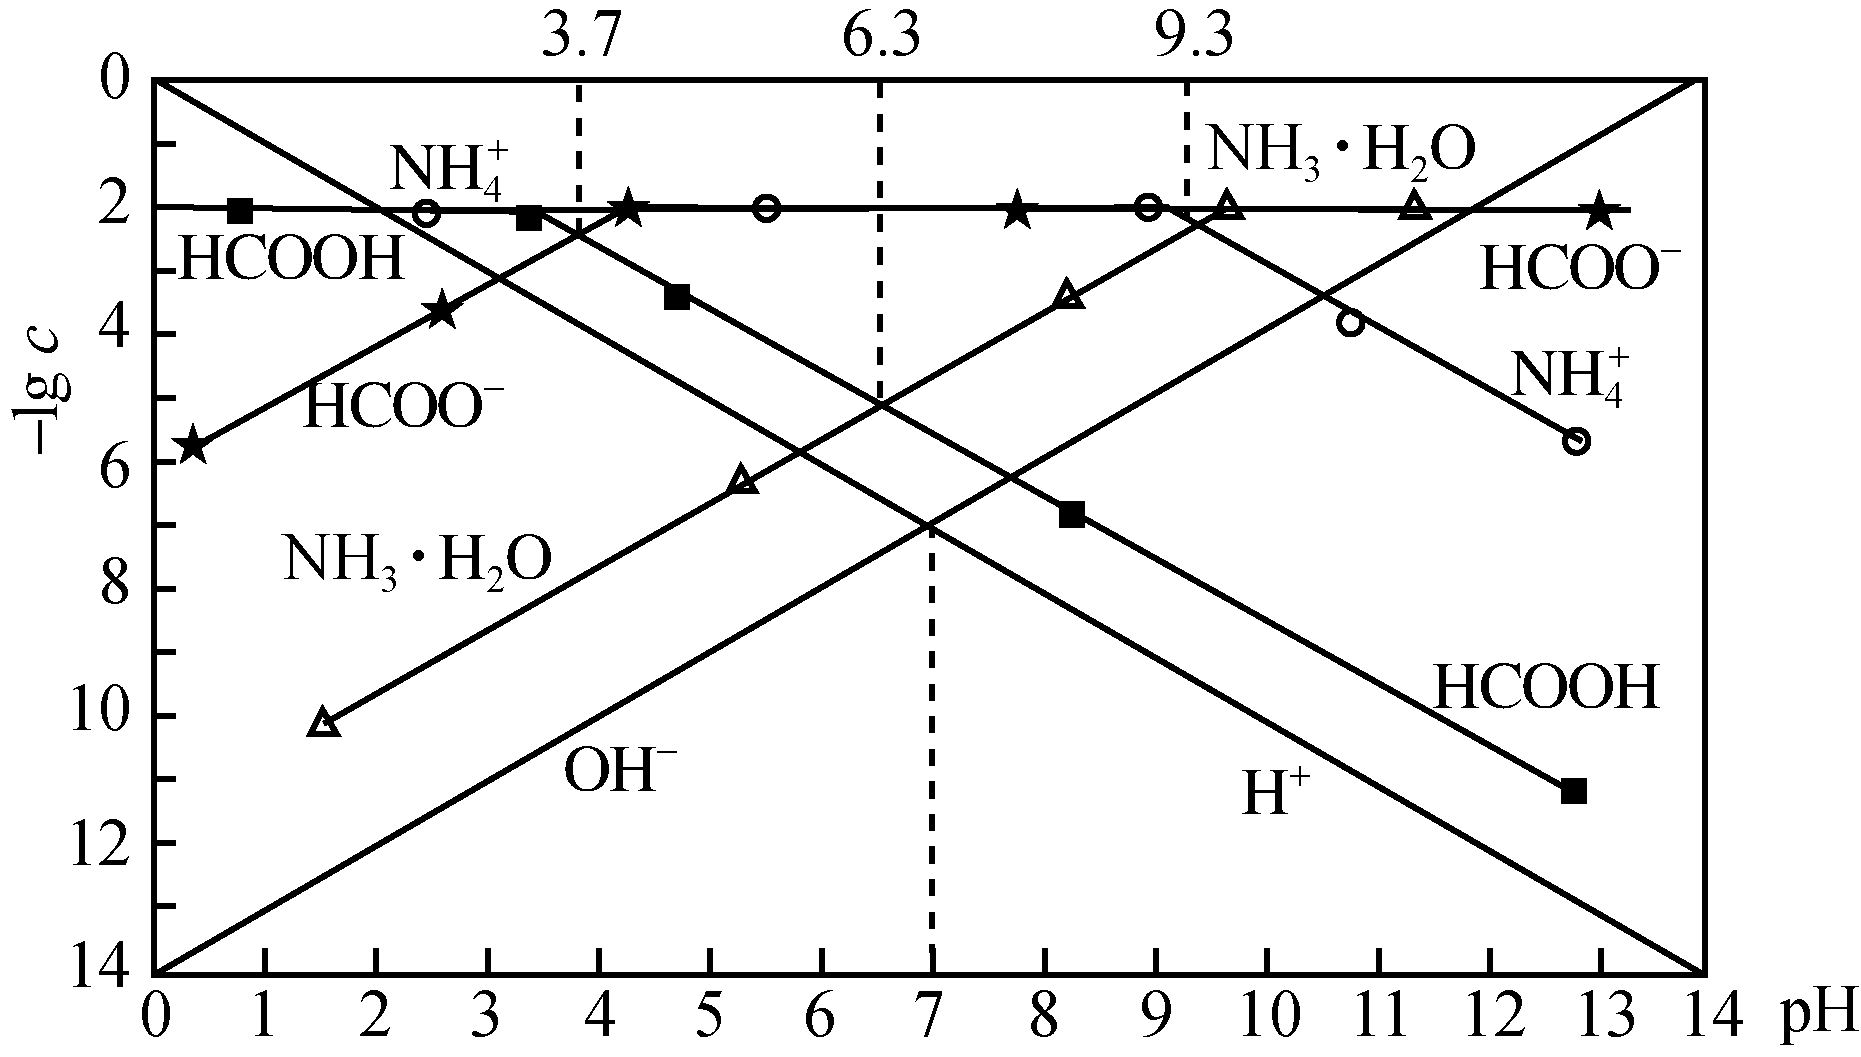 3.7 6.3 9.3
0
NH₄⁺ NH₃·H₂O
2
HCOOH HCOO⁻
4
−lg c
HCOO⁻ NH₄⁺
6
NH₃·H₂O
8
HCOOH
10
OH⁻ H⁺
12
14
0 1 2 3 4 5 6 7 8 9 10 11 12 13 14 pH